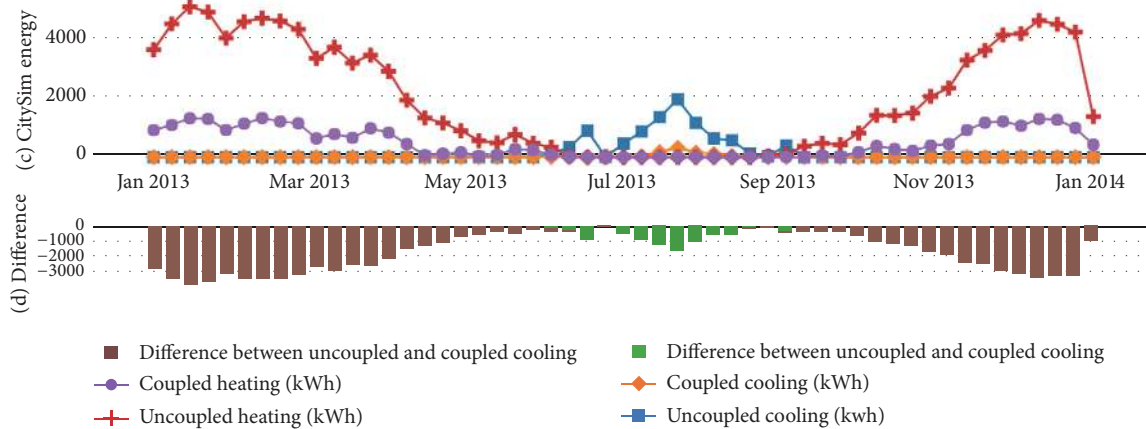 (c) CitySim energy
4000
2000
0
Jan 2013 Mar 2013 May 2013 Jul 2013 Sep 2013 Nov 2013 Jan 2014
(d) Difference
0
−1000
−2000
−3000
Difference between uncoupled and coupled cooling Difference between uncoupled and coupled cooling
Coupled heating (kWh) Coupled cooling (kWh)
Uncoupled heating (kWh) Uncoupled cooling (kwh)